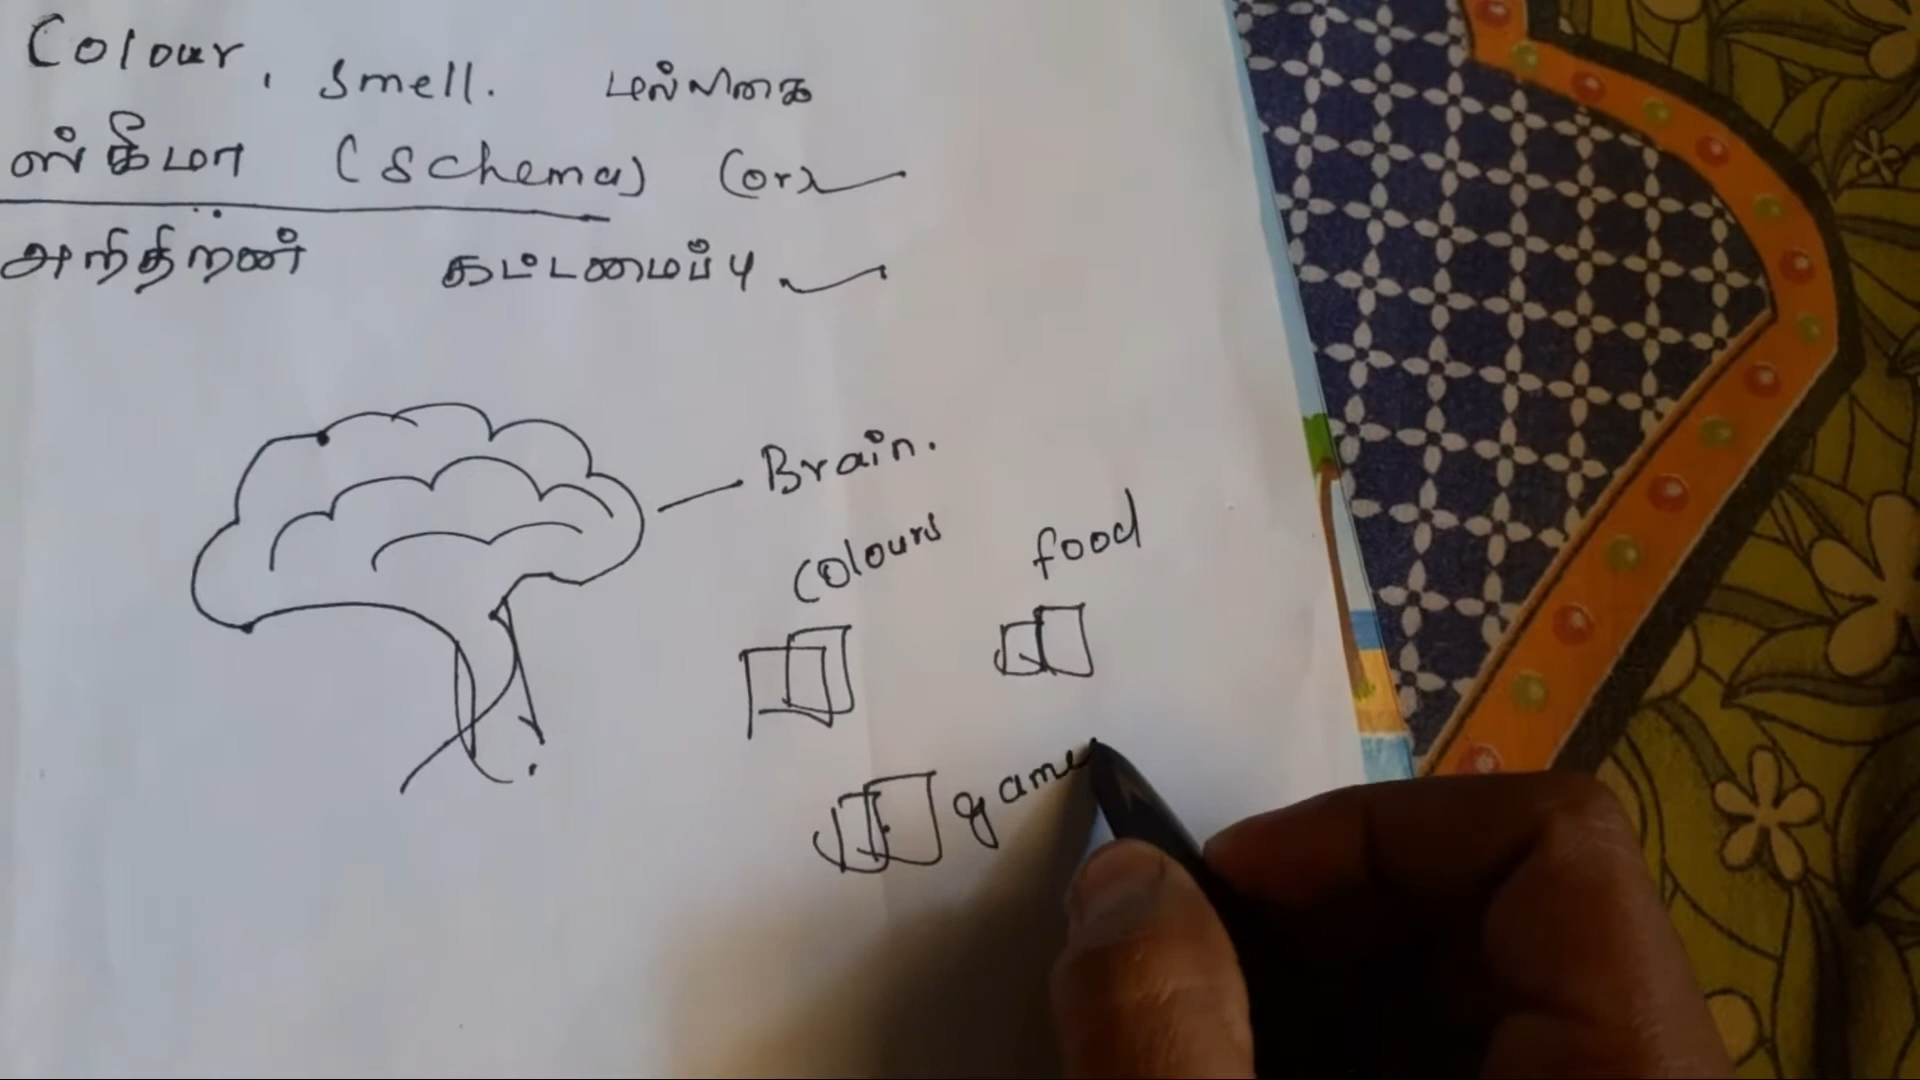 Colour, Smell. மல்லிகை
ஸ்கீமா (Schema) (or)
அறிதிறன் கட்டமைப்பு
Brain.
Colours food
game